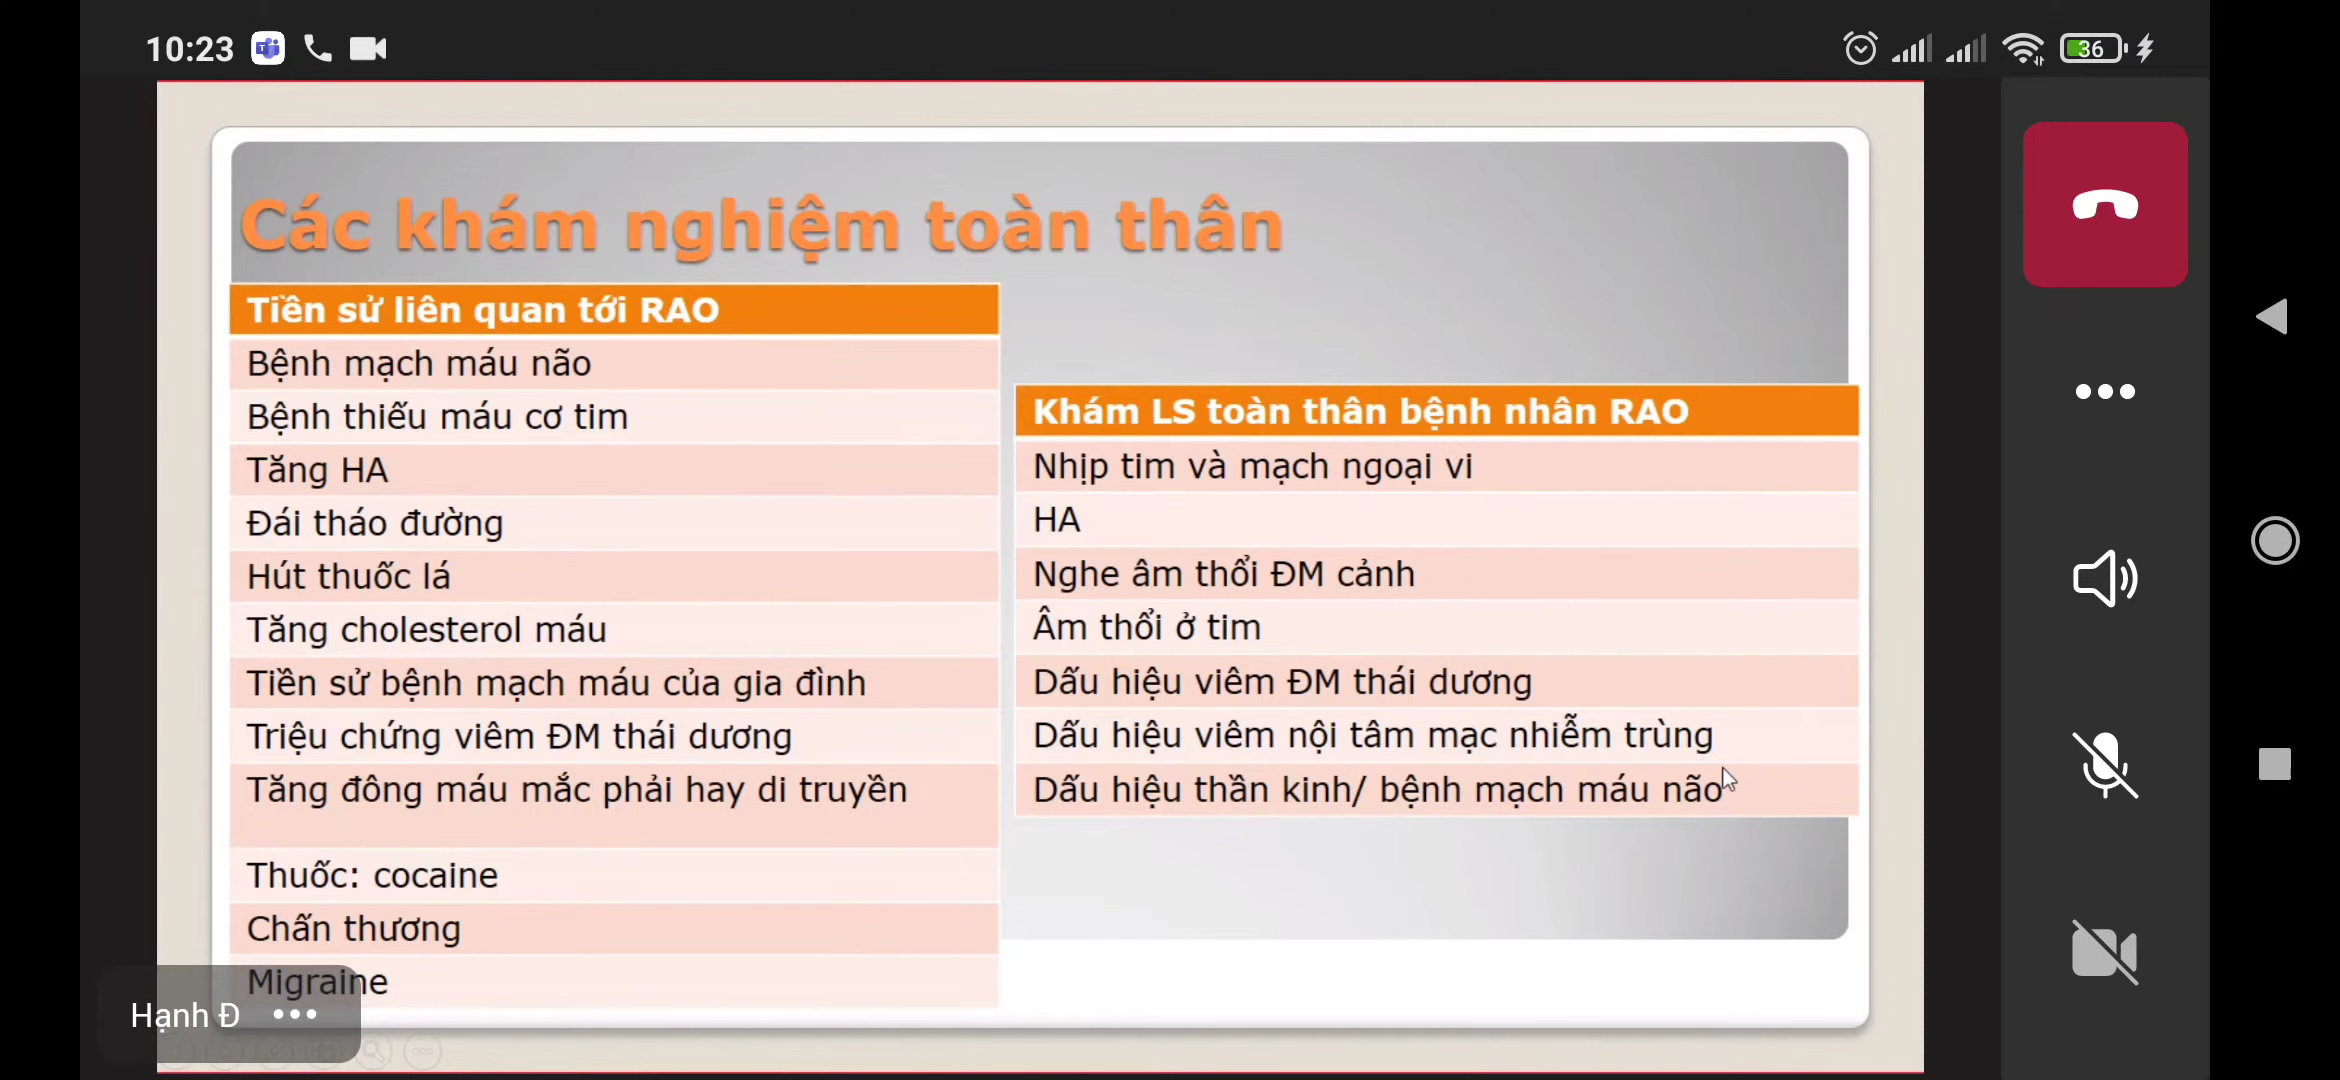 10:23
36
Các khám nghiệm toàn thân
Tiền sử liên quan tới RAO
Bệnh mạch máu não
Bệnh thiếu máu cơ tim
Tăng HA
Đái tháo đường
Hút thuốc lá
Tăng cholesterol máu
Tiền sử bệnh mạch máu của gia đình
Triệu chứng viêm ĐM thái dương
Tăng đông máu mắc phải hay di truyền
Thuốc: cocaine
Chấn thương
Migraine
Khám LS toàn thân bệnh nhân RAO
Nhịp tim và mạch ngoại vi
HA
Nghe âm thổi ĐM cảnh
Âm thổi ở tim
Dấu hiệu viêm ĐM thái dương
Dấu hiệu viêm nội tâm mạc nhiễm trùng
Dấu hiệu thần kinh/ bệnh mạch máu não
Hạnh Đ